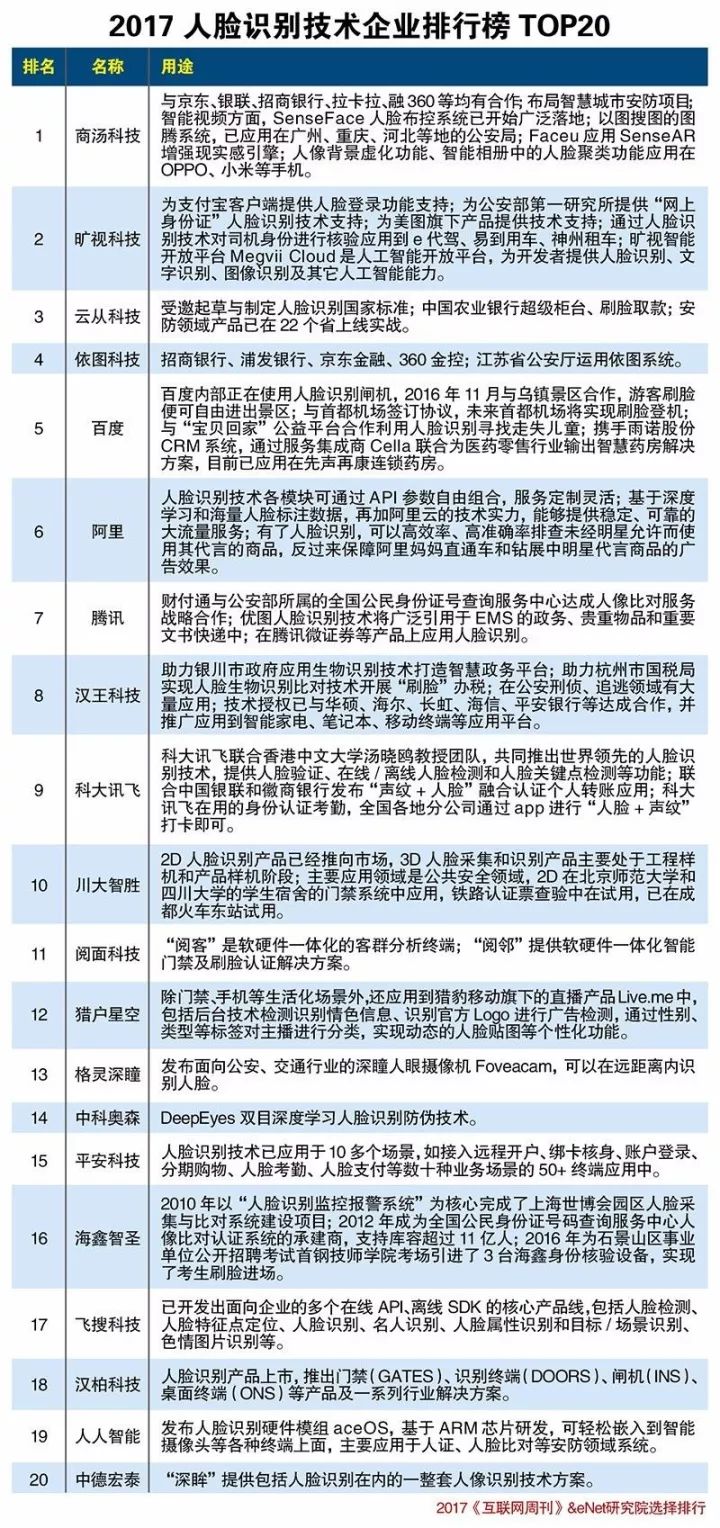 2017 人脸识别技术企业排行榜 TOP20
排名 名称 用途
与京东、银联、招商银行、拉卡拉、融360等均有合作；布局智慧城市安防项目；
智能视频方面，SenseFace 人脸布控系统已开始广泛落地；以图搜图的图
1 商汤科技 腾系统，已应用在广州、重庆、河北等地的公安局；Faceu 应用 SenseAR
增强现实感引擎；人像背景虚化功能、智能相册中的人脸聚类功能应用在
OPPO、小米等手机。
为支付宝客户端提供人脸登录功能支持；为公安部第一研究所提供“网上
身份证”人脸识别技术支持；为美图旗下产品提供技术支持；通过人脸识
2 旷视科技 别技术对司机身份进行核验应用到 e 代驾、易到用车、神州租车；旷视智能
开放平台 Megvii Cloud 是人工智能开放平台，为开发者提供人脸识别、文
字识别、图像识别及其它人工智能能力。
3 云从科技 受邀起草与制定人脸识别国家标准；中国农业银行超级柜台、刷脸取款；安
防领域产品已在 22 个省上线实战。
4 依图科技 招商银行、浦发银行、京东金融、360 金控；江苏省公安厅运用依图系统。
百度内部正在使用人脸识别闸机，2016 年 11 月与乌镇景区合作，游客刷脸
便可自由进出景区；与首都机场签订协议，未来首都机场将实现刷脸登机；
5 百度 与“宝贝回家”公益平台合作利用人脸识别寻找走失儿童；携手雨诺股份
CRM 系统，通过服务集成商 Cella 联合为医药零售行业输出智慧药房解决
方案，目前已应用在先声再康连锁药房。
人脸识别技术各模块可通过 API 参数自由组合，服务定制灵活；基于深度
学习和海量人脸标注数据，再加阿里云的技术实力，能够提供稳定、可靠的
6 阿里 大流量服务；有了人脸识别，可以高效率、高准确率排查未经明星允许而使
用其代言的商品，反过来保障阿里妈妈直通车和钻展中明星代言商品的广
告效果。
财付通与公安部所属的全国公民身份证号查询服务中心达成人像比对服务
7 腾讯 战略合作；优图人脸识别技术将广泛引用于 EMS 的政务、贵重物品和重要
文书快递中；在腾讯微证券等产品上应用人脸识别。
助力银川市政府应用生物识别技术打造智慧政务平台；助力杭州市国税局
8 汉王科技 实现人脸生物识别比对技术开展“刷脸”办税；在公安刑侦、追逃领域有大
量应用；技术授权已与华硕、海尔、长虹、海信、平安银行等达成合作，并
推广应用到智能家电、笔记本、移动终端等应用平台。
科大讯飞联合香港中文大学汤晓鸥教授团队，共同推出世界领先的人脸识
别技术，提供人脸验证、在线 / 离线人脸检测和人脸关键点检测等功能；联
9 科大讯飞 合中国银联和徽商银行发布“声纹 + 人脸”融合认证个人转账应用；科大
讯飞在用的身份认证考勤，全国各地分公司通过 app 进行“人脸 + 声纹”
打卡即可。
2D 人脸识别产品已经推向市场，3D 人脸采集和识别产品主要处于工程样
10 川大智胜 机和产品样机阶段；主要应用领域是公共安全领域，2D 在北京师范大学和
四川大学的学生宿舍的门禁系统中应用，铁路认证票查验中在试用，已在成
都火车东站试用。
11 阅面科技 “阅客”是软硬件一体化的客群分析终端；“阅邻”提供软硬件一体化智能
门禁及刷脸认证解决方案。
除门禁、手机等生活化场景外，还应用到猎豹移动旗下的直播产品 Live.me 中，
12 猎户星空 包括后台技术检测识别情色信息、识别官方 Logo 进行广告检测，通过性别、
类型等标签对主播进行分类，实现动态的人脸贴图等个性化功能。
13 格灵深瞳 发布面向公安、交通行业的深瞳人眼摄像机 Foveacam，可以在远距离内识
别人脸。
14 中科奥森 DeepEyes 双目深度学习人脸识别防伪技术。
15 平安科技 人脸识别技术已应用于 10 多个场景，如接入远程开户、绑卡核身、账户登录、
分期购物、人脸考勤、人脸支付等数十种业务场景的 50+ 终端应用中。
2010 年以“人脸识别监控报警系统”为核心完成了上海世博会园区人脸
采集与比对系统建设项目；2012 年成为全国公民身份证号码查询服务中心人
16 海鑫智圣 像比对认证系统的承建商，支持库容超过 11 亿人；2016 年为石景山区事业
单位公开招聘考试首钢技师学院考场引进了 3 台海鑫身份核验设备，实现
了考生刷脸进场。
已开发出面向企业的多个在线 API、离线 SDK 的核心产品线，包括人脸检测、
17 飞搜科技 人脸特征点定位、人脸识别、名人识别、人脸属性识别和目标 / 场景识别、
色情图片识别等。
18 汉柏科技 人脸识别产品上市，推出门禁（GATES）、识别终端（DOORS）、闸机（INS）、
桌面终端（ONS）等产品及一系列行业解决方案。
19 人人智能 发布人脸识别硬件模组 aceOS，基于 ARM 芯片研发，可轻松嵌入到智能
摄像头等各种终端上面，主要应用于人证、人脸比对等安防领域系统。
20 中德宏泰 “深眸”提供包括人脸识别在内的一整套人像识别技术方案。
2017《互联网周刊》&eNet研究院选择排行